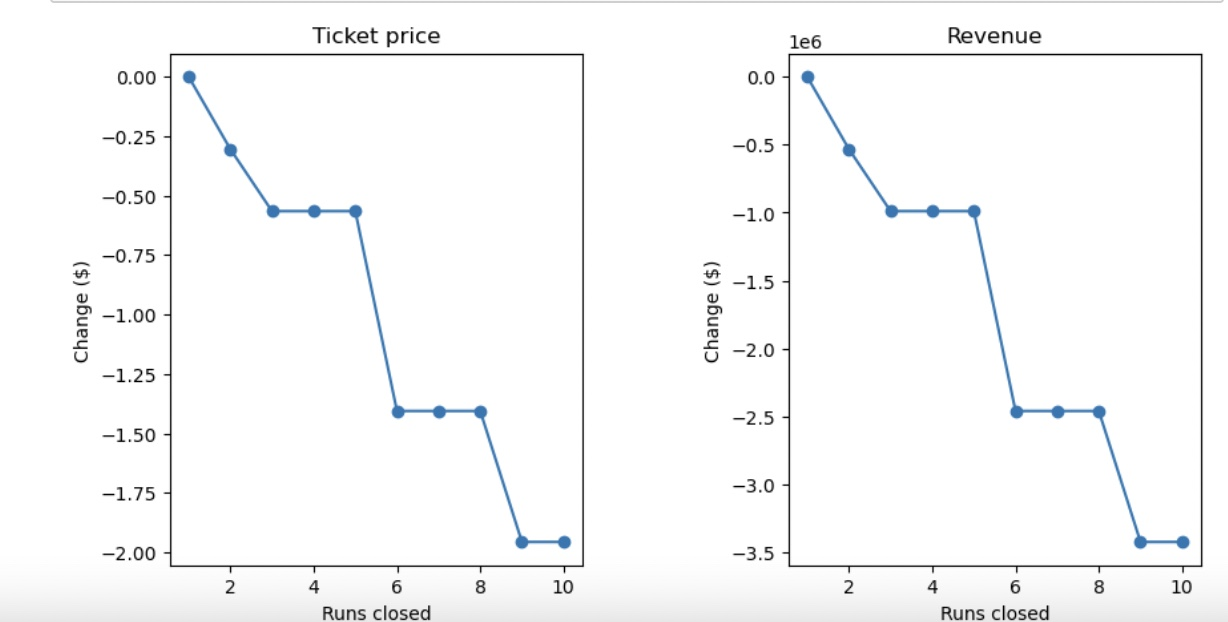 Ticket price
0.00
−0.25
−0.50
−0.75
−1.00
−1.25
−1.50
−1.75
−2.00
Change ($)
2 4 6 8 10
Runs closed
Revenue
1e6
0.0
−0.5
−1.0
−1.5
−2.0
−2.5
−3.0
−3.5
Change ($)
2 4 6 8 10
Runs closed